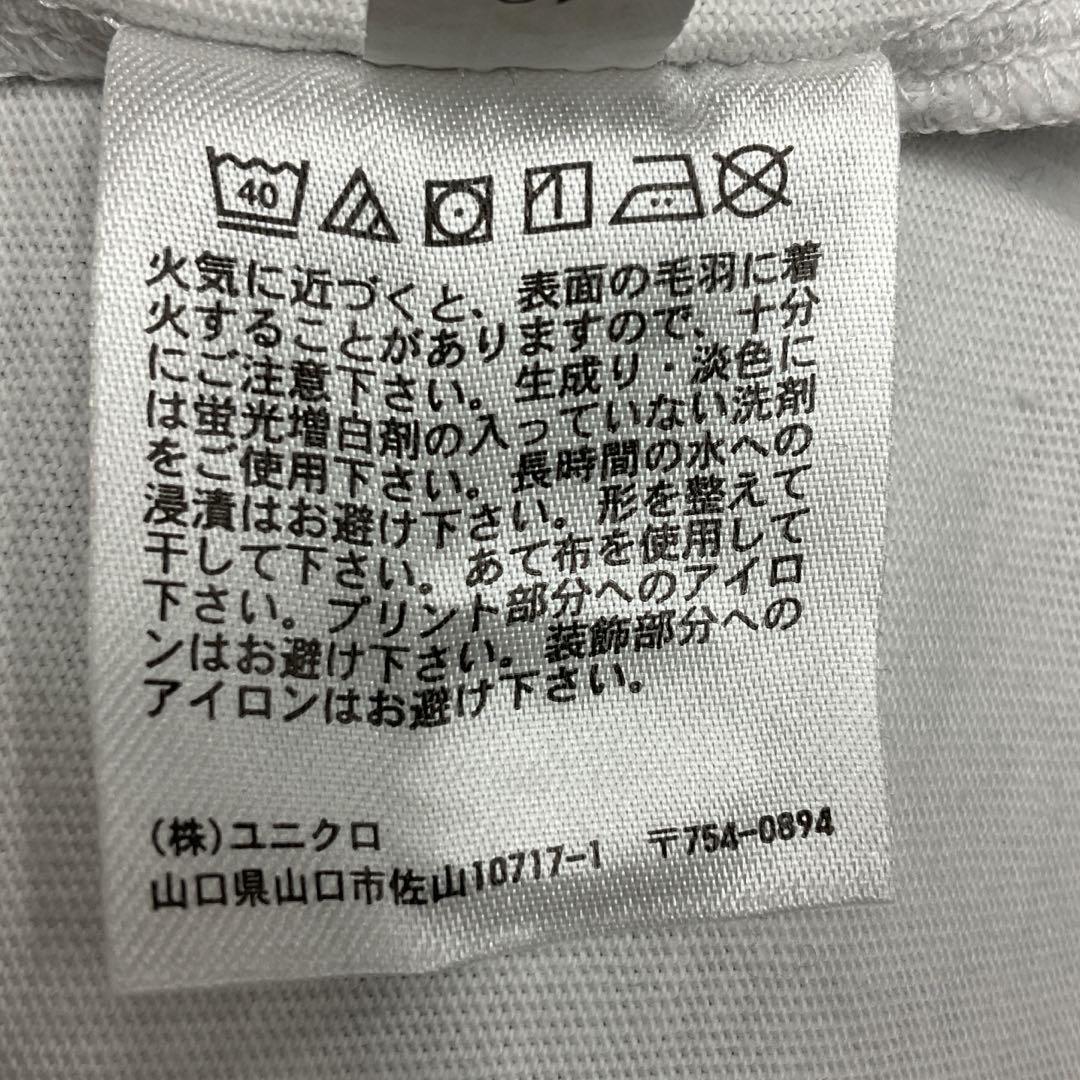 40
火気に近づくと、表面の毛羽に着
火することがありますので、十分
にご注意下さい。生成り・淡色に
は蛍光増白剤の入っていない洗剤
をご使用下さい。長時間の水への
浸漬はお避け下さい。形を整えて
干して下さい。あて布を使用して
下さい。プリント部分へのアイロ
ンはお避け下さい。装飾部分への
アイロンはお避け下さい。
(株)ユニクロ
山口県山口市佐山10717-1 〒754-0894